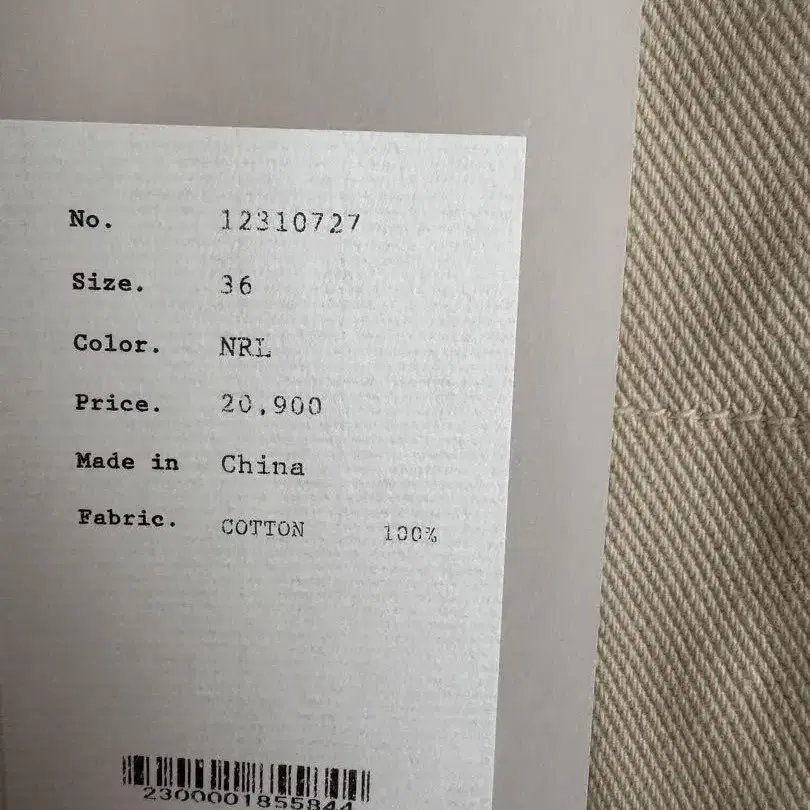 No. 12310727
Size. 36
Color. NRL
Price. 20,900
Made in China
Fabric. COTTON 100%
2300001855844